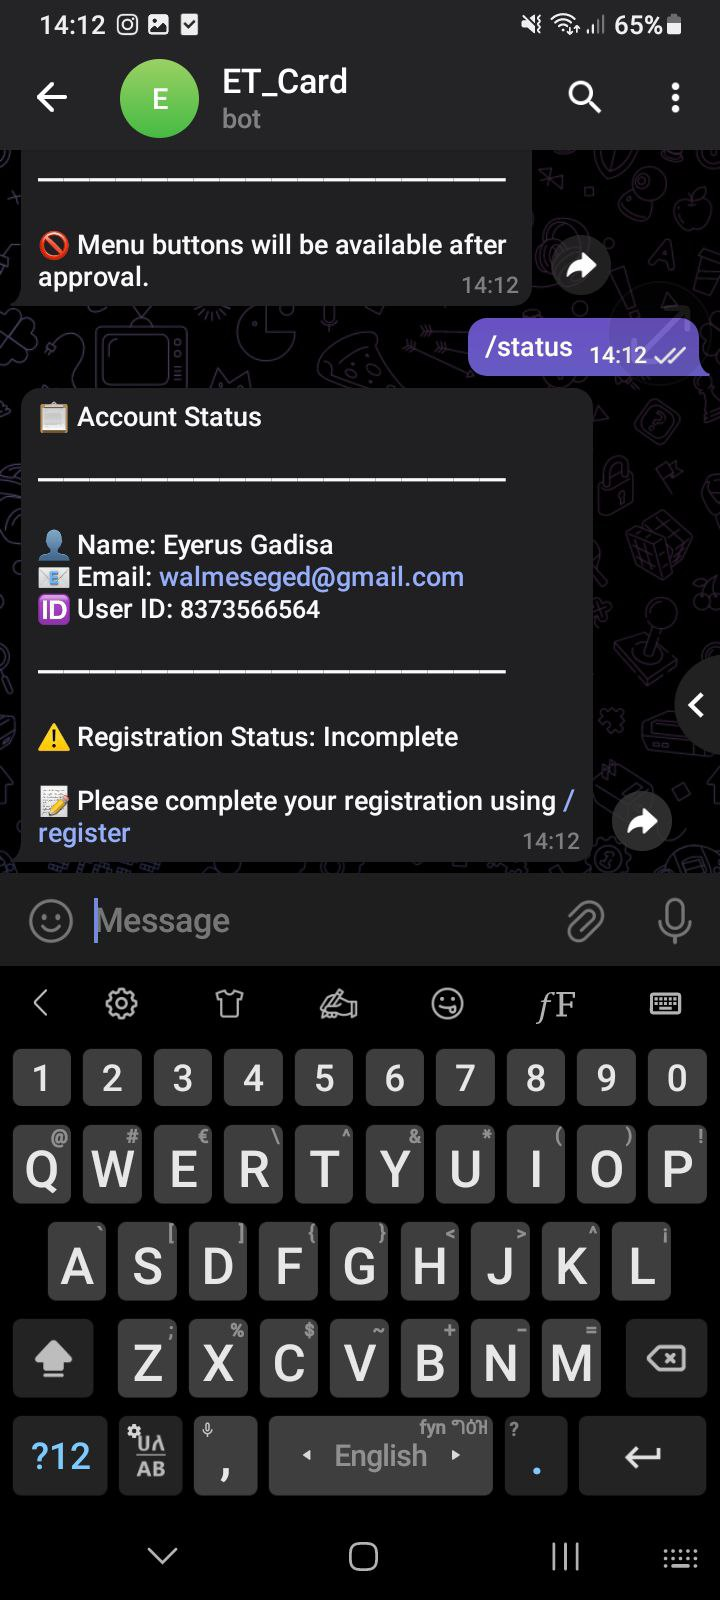 14:12 65%
ET_Card
E
bot
🚫 Menu buttons will be available after
approval.
14:12
/status 14:12
📋 Account Status
👤 Name: Eyerus Gadisa
📧 Email: walmeseged@gmail.com
🆔 User ID: 8373566564
⚠️ Registration Status: Incomplete
📝 Please complete your registration using /
register
14:12
Message
fF
1 2 3 4 5 6 7 8 9 0
@ # € \ ^ & * ( ) !
Q W E R T Y U I O P
` [ ] { } < > ^ ¡
A S D F G H J K L
; % $ ~ + - =
Z X C V B N M
fyn ግዕዝ ?
?12 ሀለ AB , English .